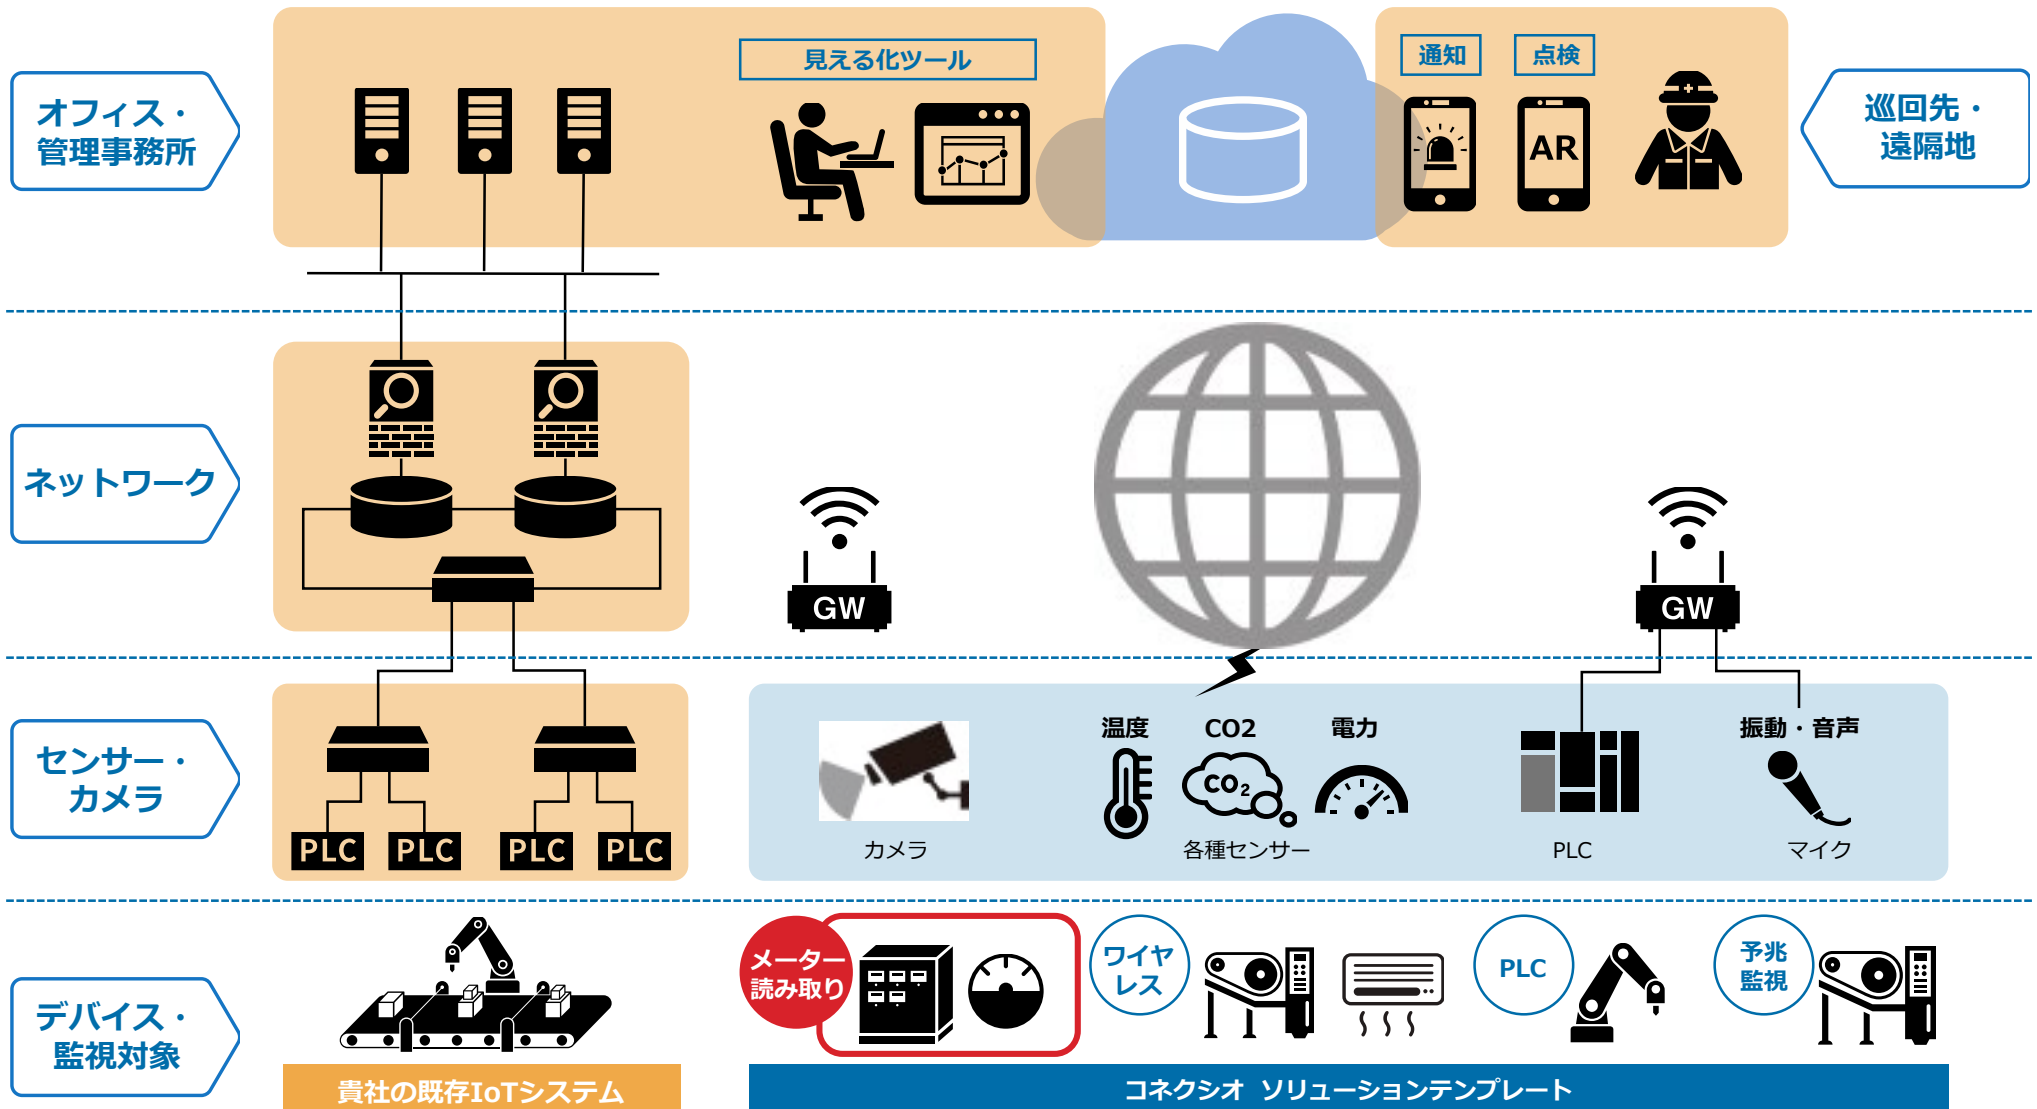 オフィス・
管理事務所
見える化ツール
通知
点検
AR
巡回先・
遠隔地
ネットワーク
GW
GW
センサー・
カメラ
PLC
PLC
PLC
PLC
温度
CO2
電力
振動・音声
CO₂
カメラ
各種センサー
PLC
マイク
デバイス・
監視対象
メーター
読み取り
ワイヤ
レス
PLC
予兆
監視
貴社の既存IoTシステム
コネクシオ ソリューションテンプレート